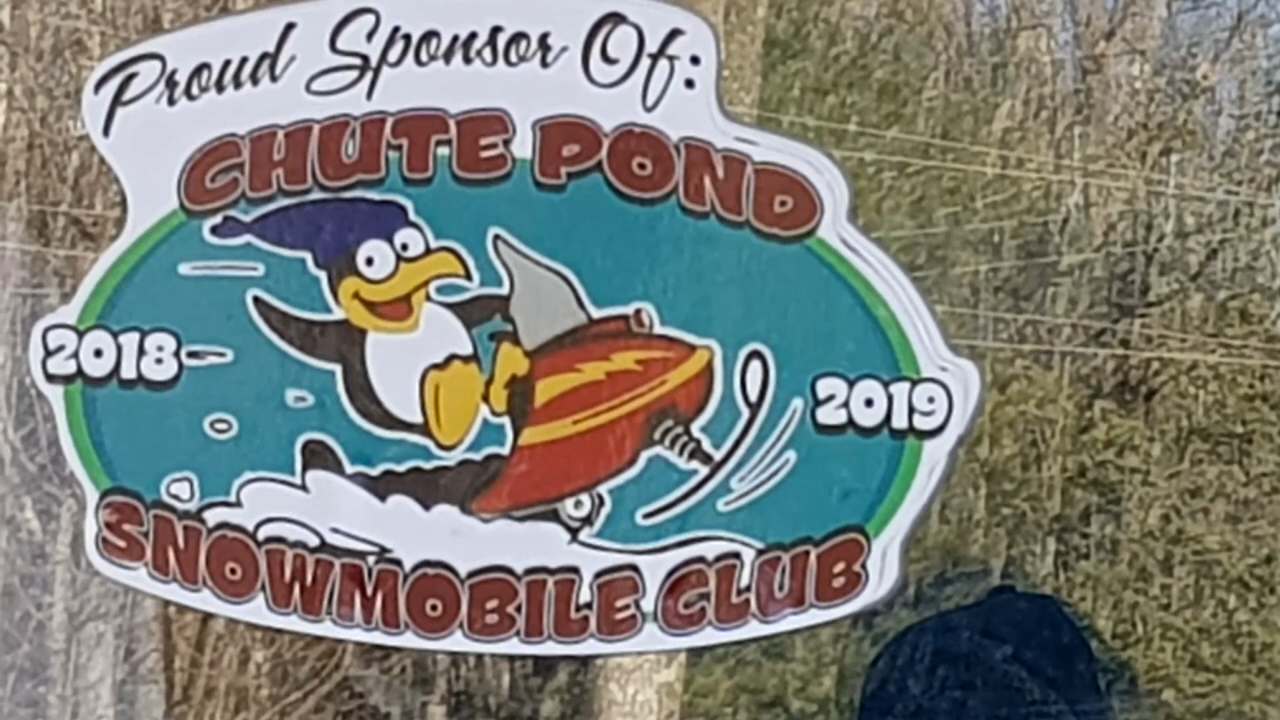 Proud Sponsor Of:
CHUTE POND
2018
2019
SNOWMOBILE CLUB